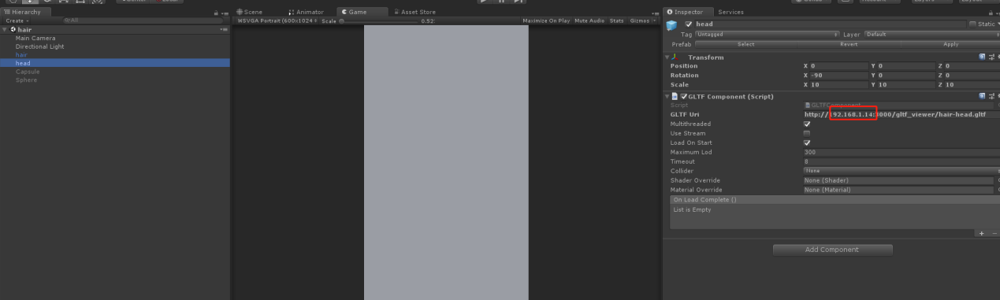 Hierarchy
Create
All
hair
Main Camera
Directional Light
hair
head
Capsule
Sphere
Scene Animator Game Asset Store
WSVGA Portrait (600x1024 Scale 0.52: Maximize On Play Mute Audio Stats Gizmos
Inspector Services
head Static
Tag Untagged Layer Default
Prefab Select Revert Apply
Transform
Position X 0 Y 0 Z 0
Rotation X -90 Y 0 Z 0
Scale X 10 Y 10 Z 10
GLTF Component (Script)
Script GLTFComponent
GLTF Uri http://192.168.1.14:3000/gltf_viewer/hair-head.gltf
Multithreaded
Use Stream
Load On Start
Maximum Lod 300
Timeout 8
Collider None
Shader Override None (Shader)
Material Override None (Material)
On Load Complete ()
List is Empty
+ −
Add Component